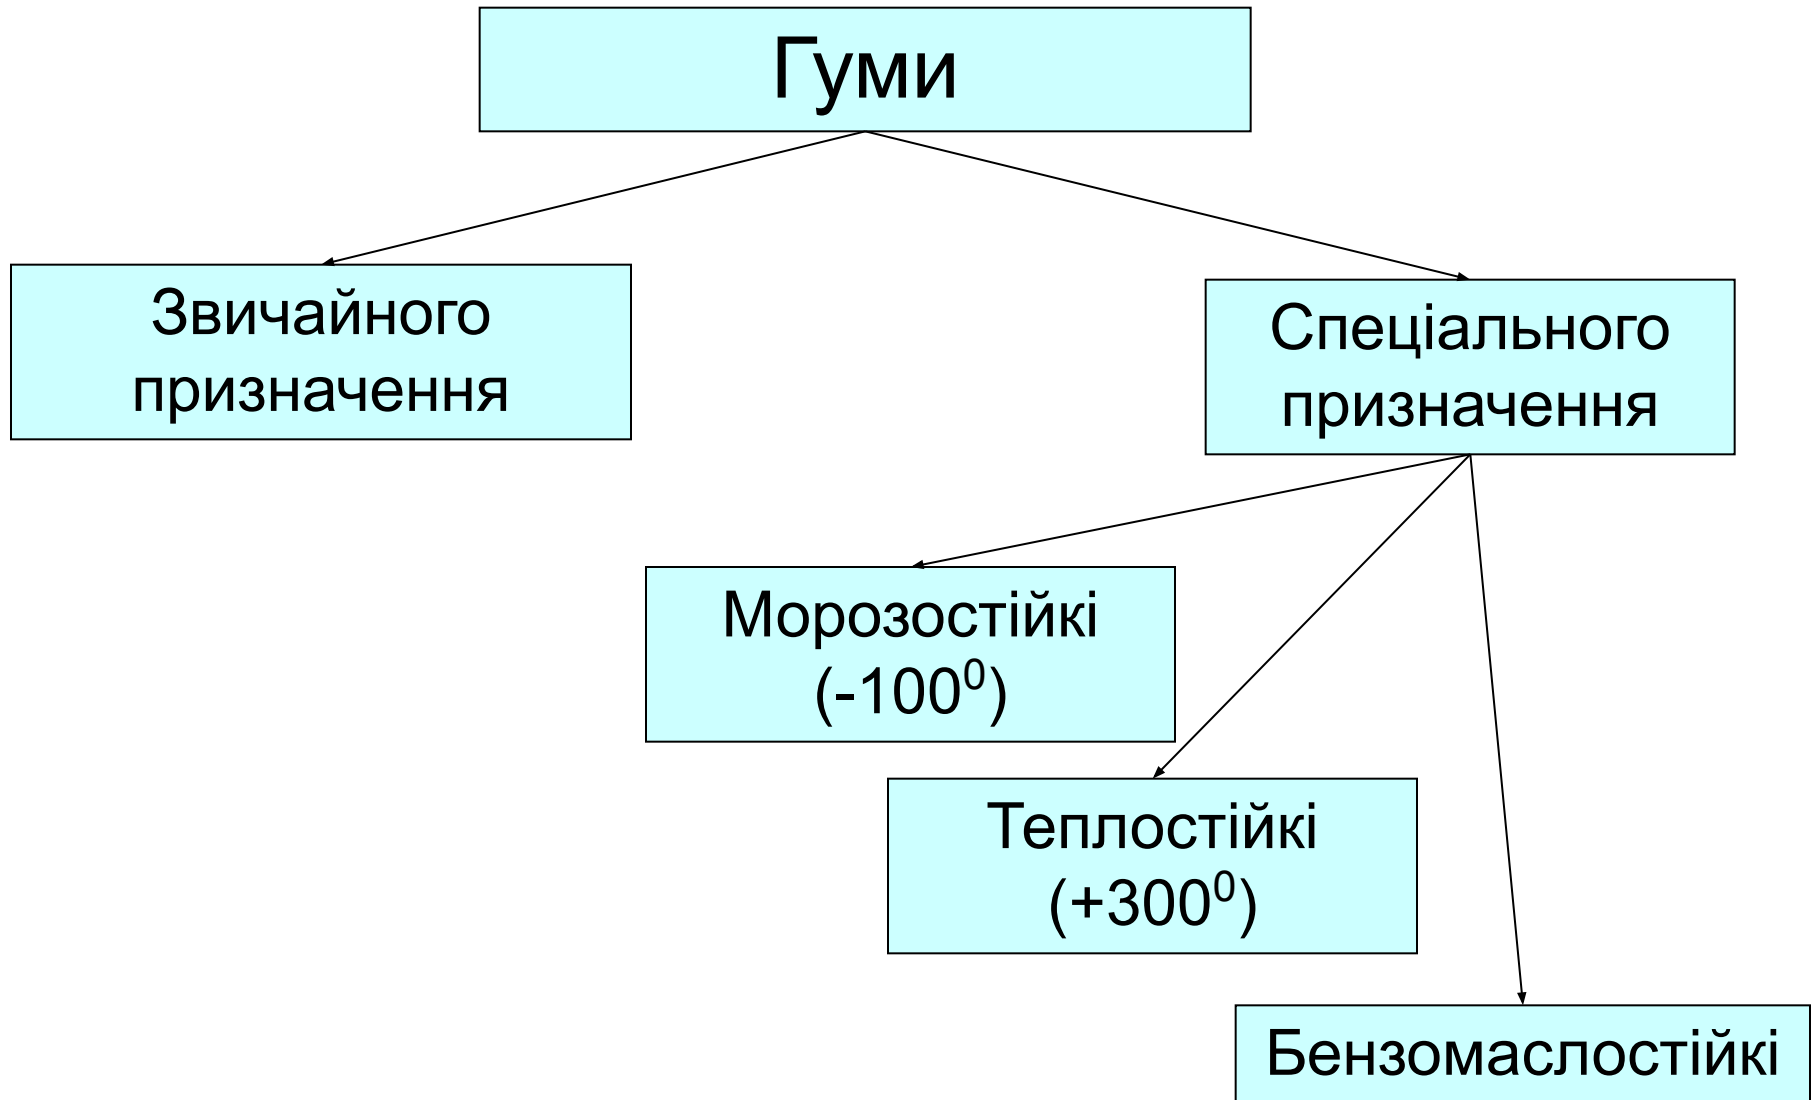 Гуми
Звичайного
призначення
Спеціального
призначення
Морозостійкі
(-100⁰)
Теплостійкі
(+300⁰)
Бензомаслостійкі